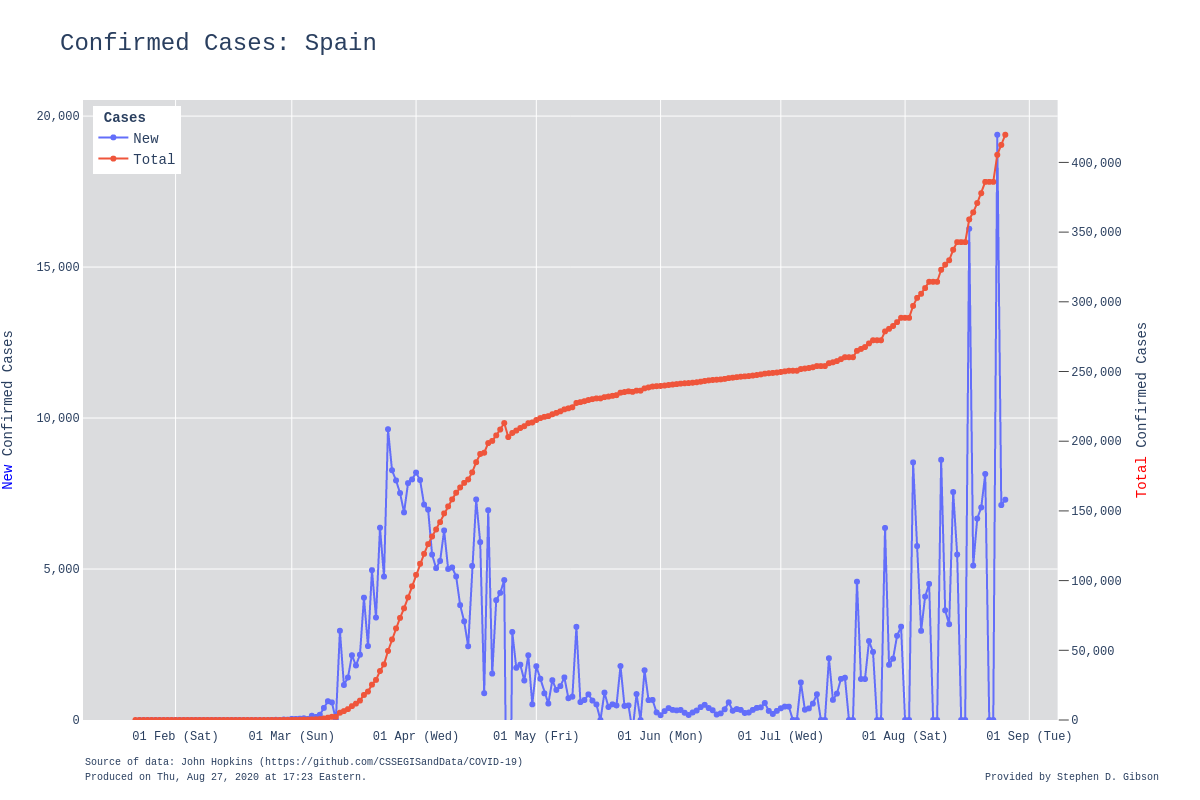 Confirmed Cases: Spain
Cases
New
Total
20,000
15,000
10,000
5,000
0
400,000
350,000
300,000
250,000
200,000
150,000
100,000
50,000
0
New Confirmed Cases
Total Confirmed Cases
01 Feb (Sat)
01 Mar (Sun)
01 Apr (Wed)
01 May (Fri)
01 Jun (Mon)
01 Jul (Wed)
01 Aug (Sat)
01 Sep (Tue)
Source of data: John Hopkins (https://github.com/CSSEGISandData/COVID-19)
Produced on Thu, Aug 27, 2020 at 17:23 Eastern.
Provided by Stephen D. Gibson